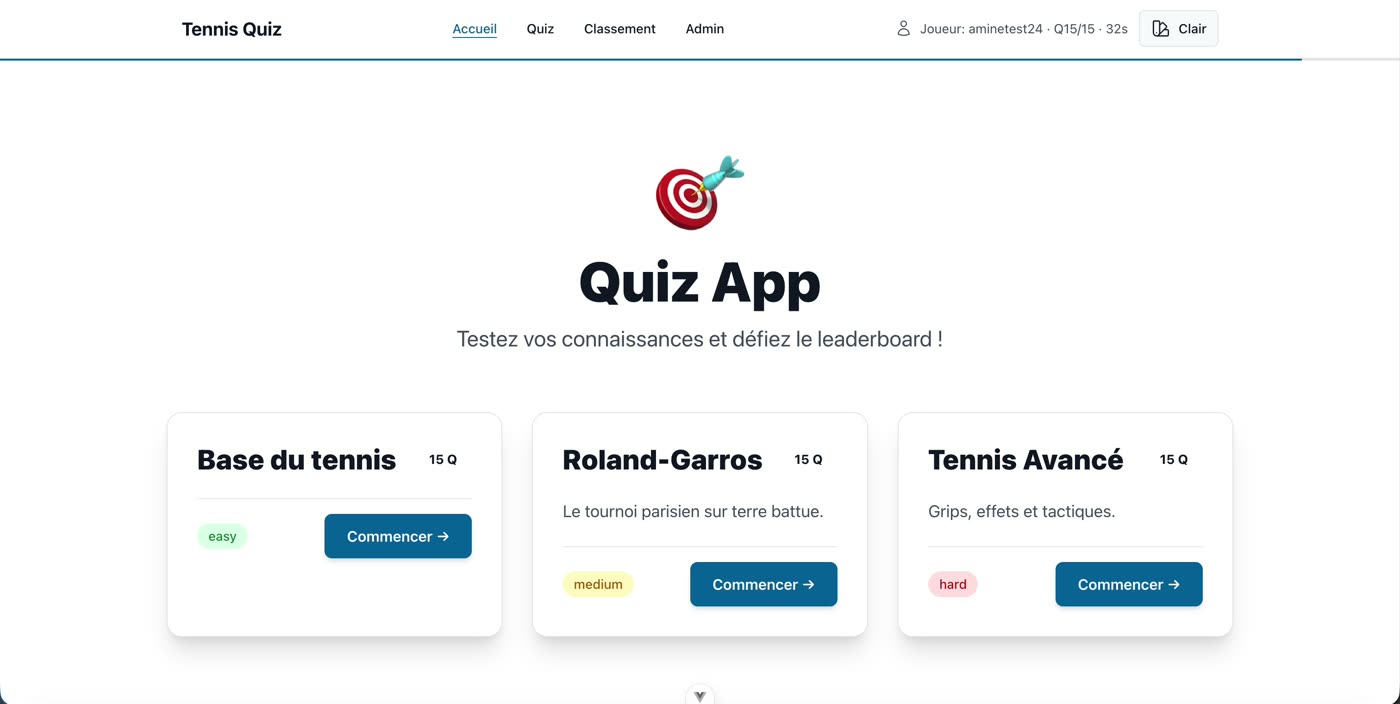 Tennis Quiz
Accueil Quiz Classement Admin
Joueur: aminetest24 · Q15/15 · 32s
Clair
Quiz App
Testez vos connaissances et défiez le leaderboard !
Base du tennis 15 Q
easy Commencer →
Roland-Garros 15 Q
Le tournoi parisien sur terre battue.
medium Commencer →
Tennis Avancé 15 Q
Grips, effets et tactiques.
hard Commencer →